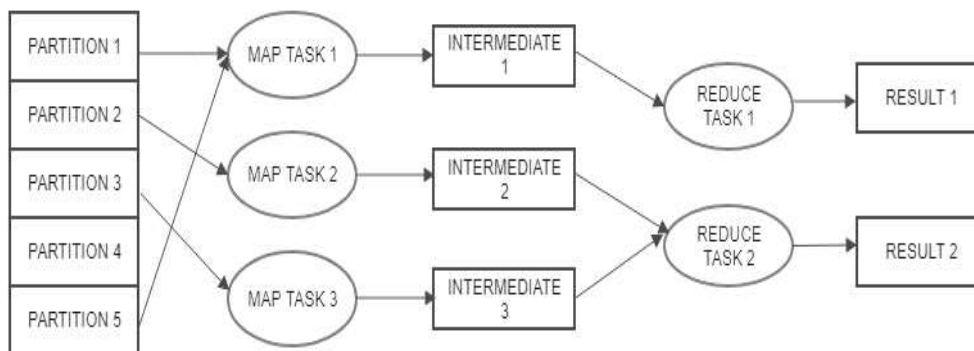 PARTITION 1
PARTITION 2
PARTITION 3
PARTITION 4
PARTITION 5
MAP TASK 1
MAP TASK 2
MAP TASK 3
INTERMEDIATE
1
INTERMEDIATE
2
INTERMEDIATE
3
REDUCE
TASK 1
REDUCE
TASK 2
RESULT 1
RESULT 2